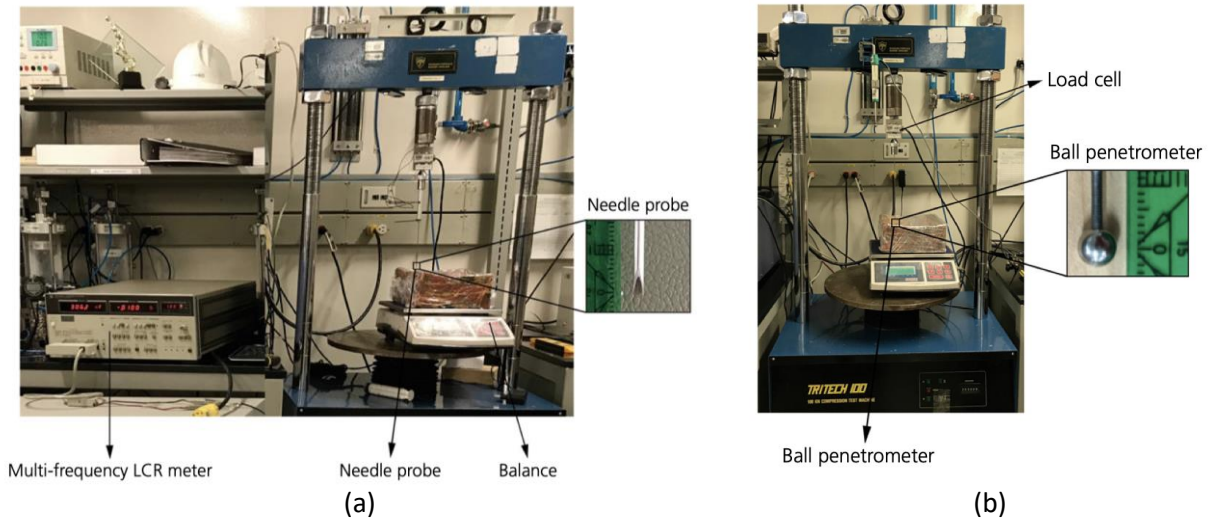 Needle probe
Multi-frequency LCR meter
Needle probe
Balance
(a)
Load cell
Ball penetrometer
TRITECH 100
Ball penetrometer
(b)